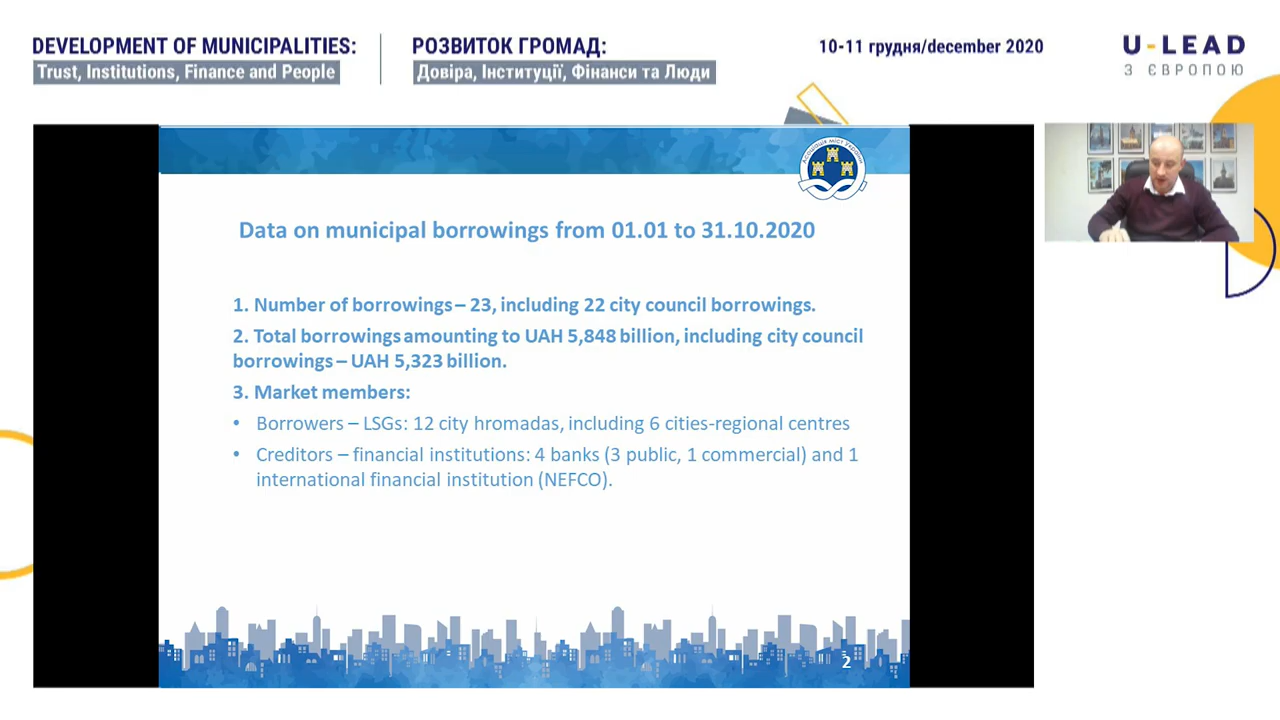 DEVELOPMENT OF MUNICIPALITIES:
Trust, Institutions, Finance and People
РОЗВИТОК ГРОМАД:
Довіра, Інституції, Фінанси та Люди
10-11 грудня/december 2020
U-LEAD
З ЄВРОПОЮ
Асоціація міст України
Data on municipal borrowings from 01.01 to 31.10.2020
1. Number of borrowings – 23, including 22 city council borrowings.
2. Total borrowings amounting to UAH 5,848 billion, including city council
borrowings – UAH 5,323 billion.
3. Market members:
• Borrowers – LSGs: 12 city hromadas, including 6 cities-regional centres
• Creditors – financial institutions: 4 banks (3 public, 1 commercial) and 1
international financial institution (NEFCO).
2